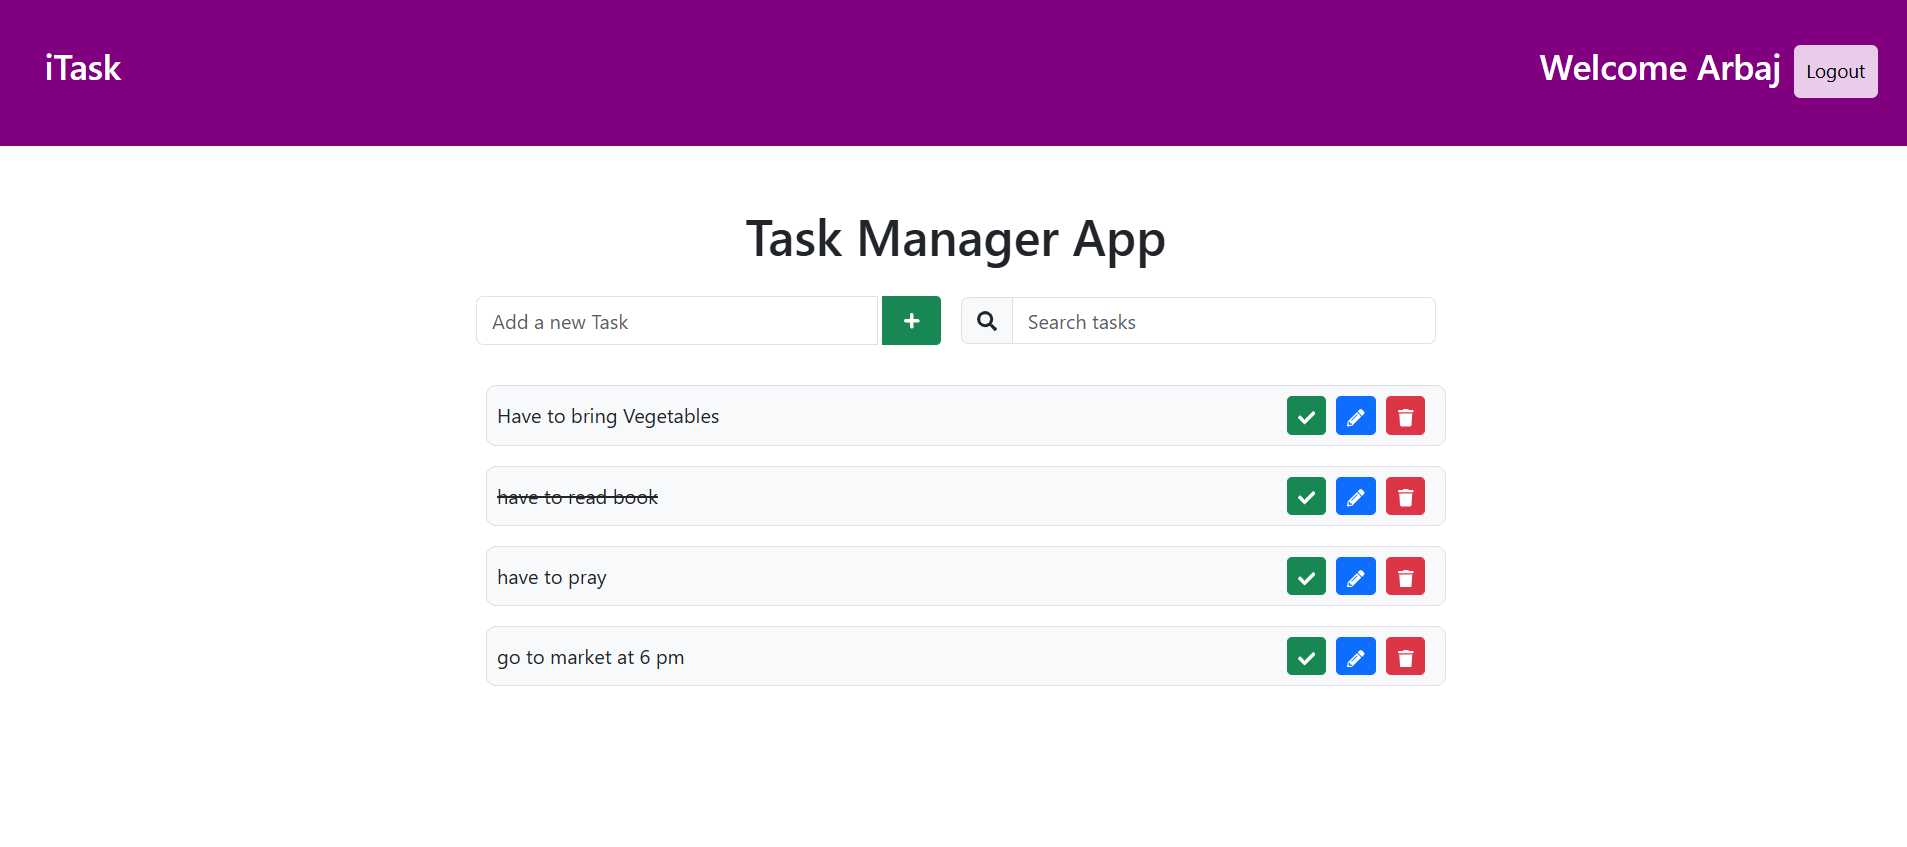 iTask
Welcome Arbaj
Logout
Task Manager App
Add a new Task
Search tasks
Have to bring Vegetables
have to read book
have to pray
go to market at 6 pm